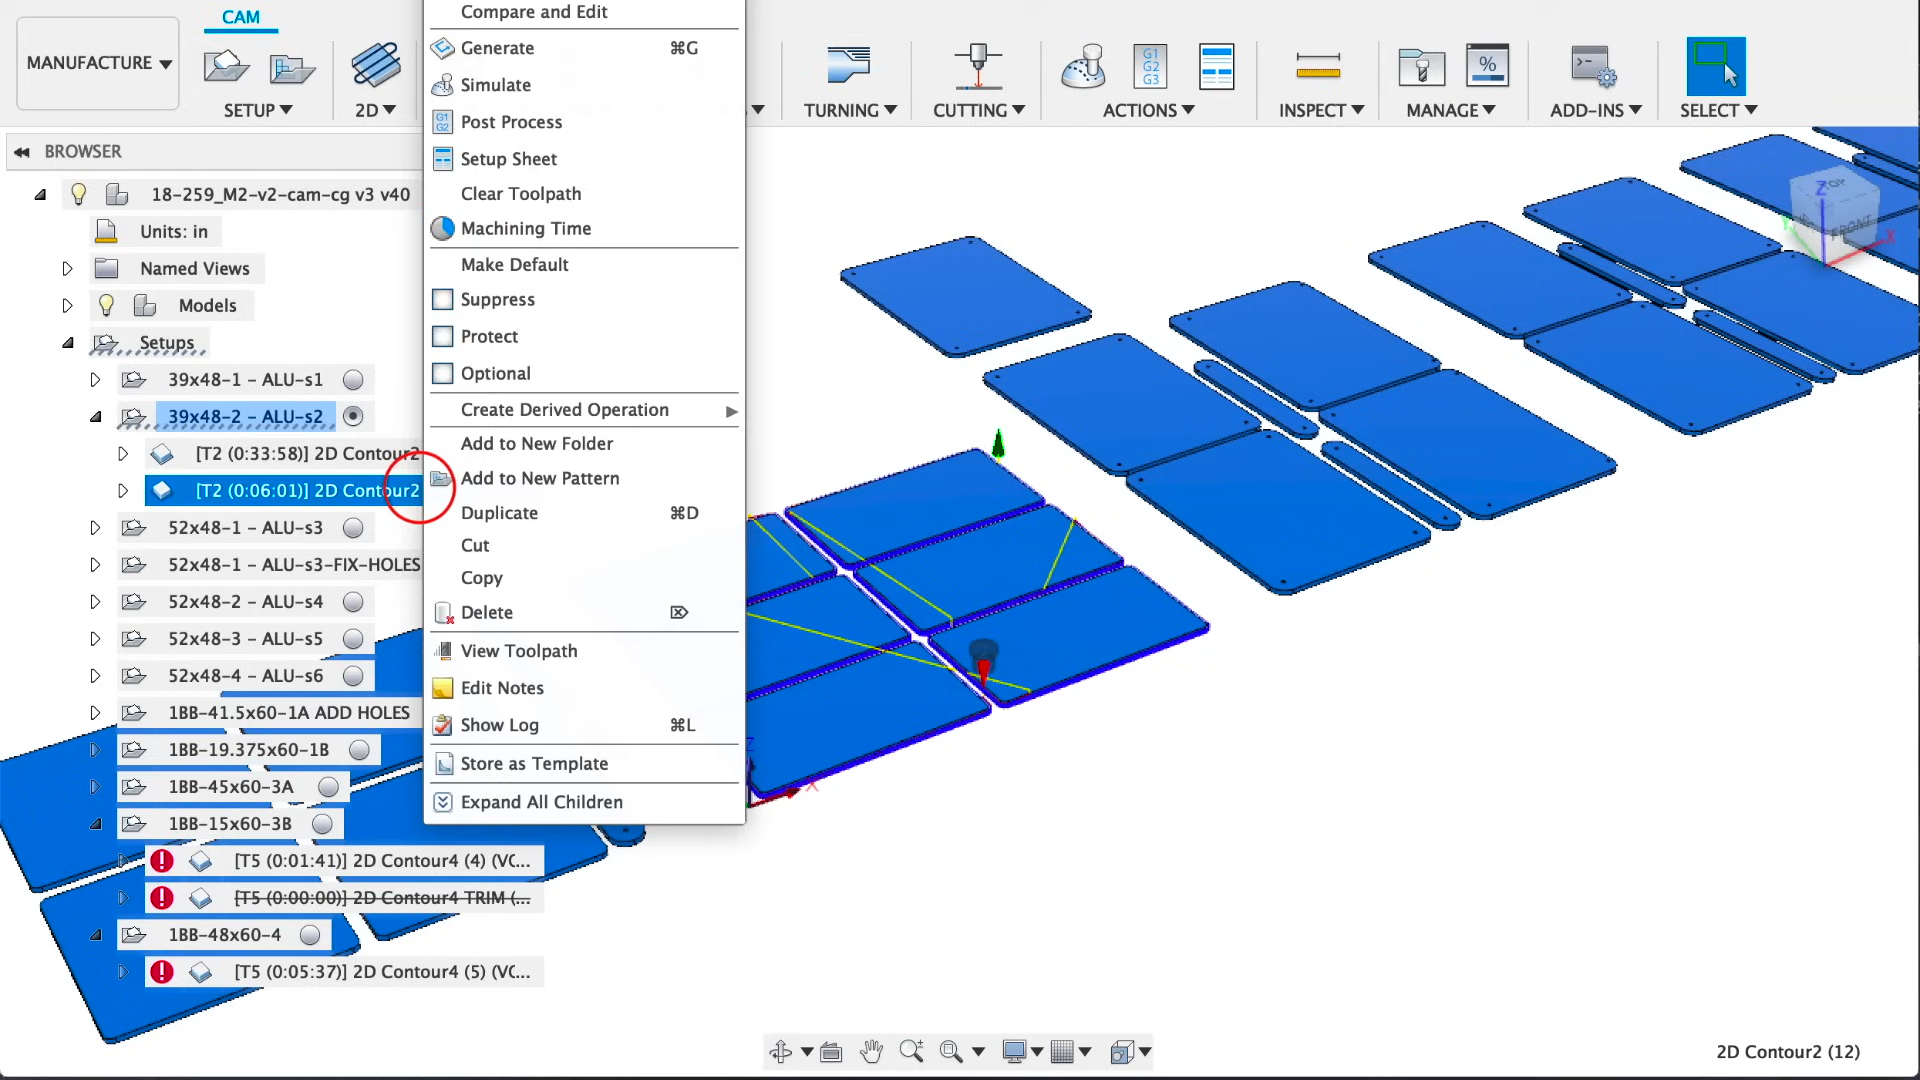 CAM
MANUFACTURE
SETUP
2D
TURNING
CUTTING
G1
G2
G3
ACTIONS
INSPECT
%
MANAGE
ADD-INS
SELECT
BROWSER
18-259_M2-v2-cam-cg v3 v40
Units: in
Named Views
Models
Setups
39x48-1 - ALU-s1
39x48-2 - ALU-s2
[T2 (0:33:58)] 2D Contour2
[T2 (0:06:01)] 2D Contour2
52x48-1 - ALU-s3
52x48-1 - ALU-s3-FIX-HOLES
52x48-2 - ALU-s4
52x48-3 - ALU-s5
52x48-4 - ALU-s6
1BB-41.5x60-1A ADD HOLES
1BB-19.375x60-1B
1BB-45x60-3A
1BB-15x60-3B
[T5 (0:01:41)] 2D Contour4 (4) (VC...
[T5 (0:00:00)] 2D Contour4 TRIM (...
1BB-48x60-4
[T5 (0:05:37)] 2D Contour4 (5) (VC...
Compare and Edit
Generate ⌘G
Simulate
G1
G2
Post Process
Setup Sheet
Clear Toolpath
Machining Time
Make Default
Suppress
Protect
Optional
Create Derived Operation
Add to New Folder
Add to New Pattern
Duplicate ⌘D
Cut
Copy
Delete ⌦
View Toolpath
Edit Notes
Show Log ⌘L
Store as Template
Expand All Children
Z
FRONT
X
Y
Z
X
2D Contour2 (12)